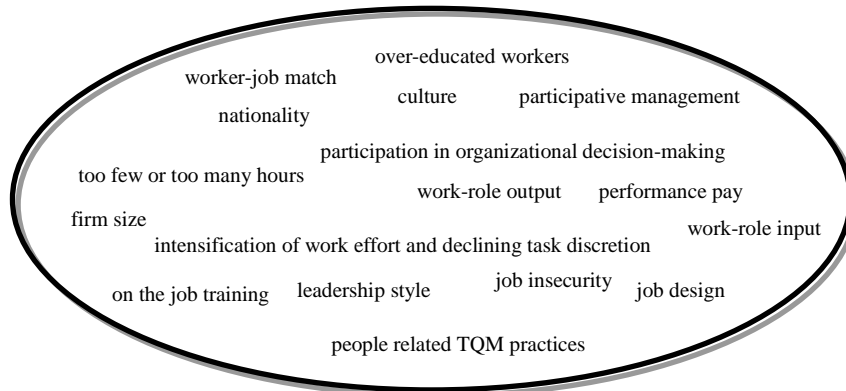 over-educated workers
worker-job match
culture
participative management
nationality
participation in organizational decision-making
too few or too many hours
work-role output
performance pay
firm size
work-role input
intensification of work effort and declining task discretion
on the job training
leadership style
job insecurity
job design
people related TQM practices